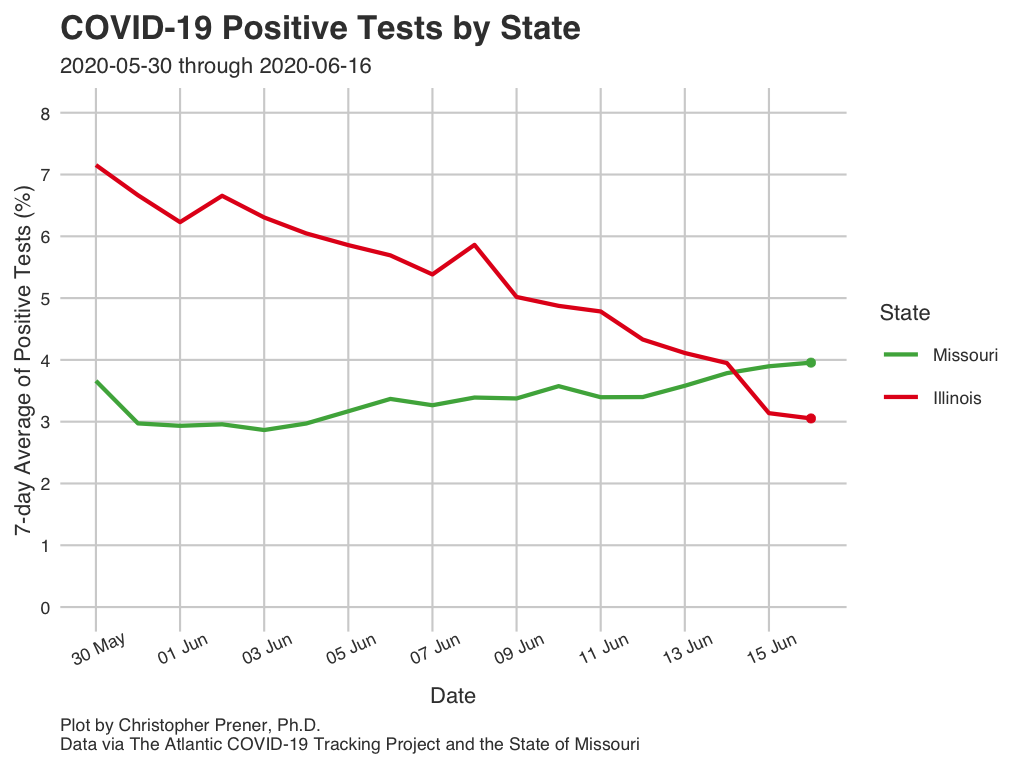 COVID-19 Positive Tests by State
2020-05-30 through 2020-06-16
7-day Average of Positive Tests (%)
8
7
6
5
4
3
2
1
0
30 May
01 Jun
03 Jun
05 Jun
07 Jun
09 Jun
11 Jun
13 Jun
15 Jun
Date
State
Missouri
Illinois
Plot by Christopher Prener, Ph.D.
Data via The Atlantic COVID-19 Tracking Project and the State of Missouri